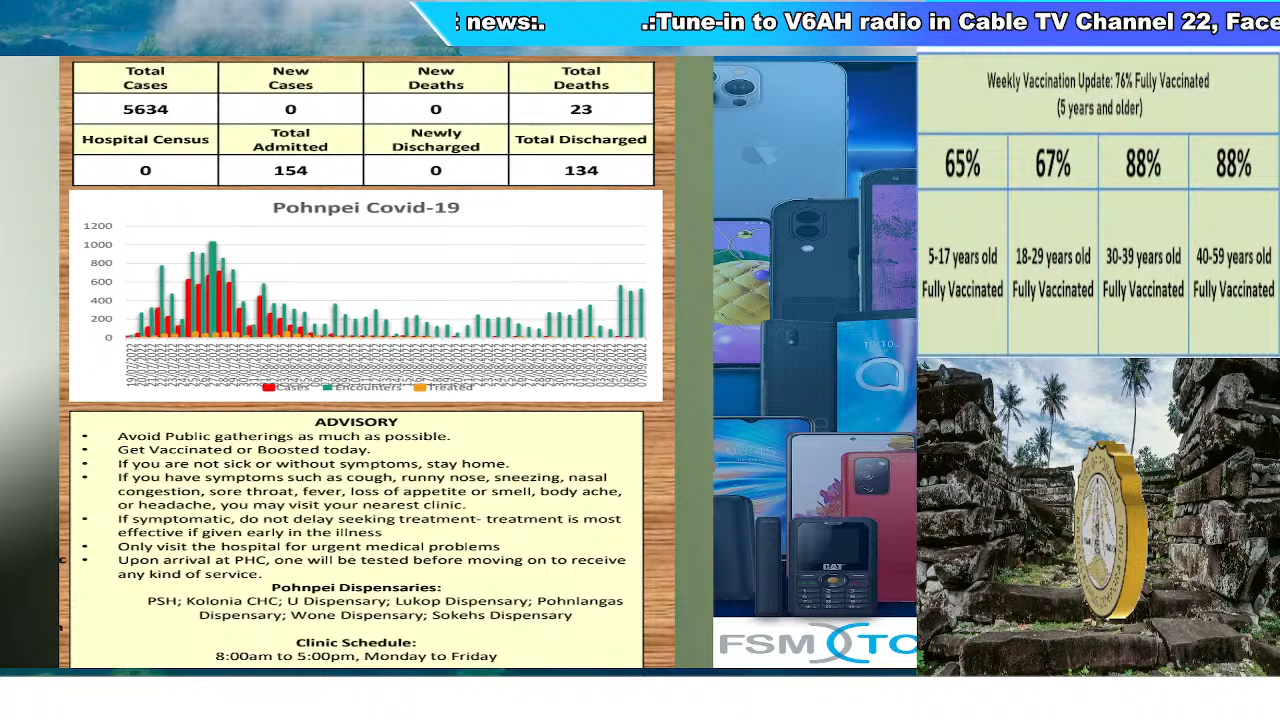 : news:.
.:Tune-in to V6AH radio in Cable TV Channel 22, Face
Total Cases
New Cases
New Deaths
Total Deaths
5634
0
0
23
Hospital Census
Total Admitted
Newly Discharged
Total Discharged
0
154
0
134
Pohnpei Covid-19
1200
1000
800
600
400
200
0
Cases
Encounters
Treated
ADVISORY
• Avoid Public gatherings as much as possible.
• Get Vaccinated or Boosted today.
• If you are not sick or without symptoms, stay home.
• If you have symptoms such as cough, runny nose, sneezing, nasal
congestion, sore throat, fever, loss of appetite or smell, body ache,
or headache, you may visit your nearest clinic.
• If symptomatic, do not delay seeking treatment- treatment is most
effective if given early in the illness
• Only visit the hospital for urgent medical problems
• Upon arrival at PHC, one will be tested before moving on to receive
any kind of service.
Pohnpei Dispensaries:
PSH; Kolonia CHC; U Dispensary; Lukop Dispensary; Pohnlangas
Dispensary; Wone Dispensary; Sokehs Dispensary
Clinic Schedule:
8:00am to 5:00pm, Monday to Friday
10:10
08:15
CAT
FSM TC
Weekly Vaccination Update: 76% Fully Vaccinated
(5 years and older)
65%
67%
88%
88%
5-17 years old
Fully Vaccinated
18-29 years old
Fully Vaccinated
30-39 years old
Fully Vaccinated
40-59 years old
Fully Vaccinated